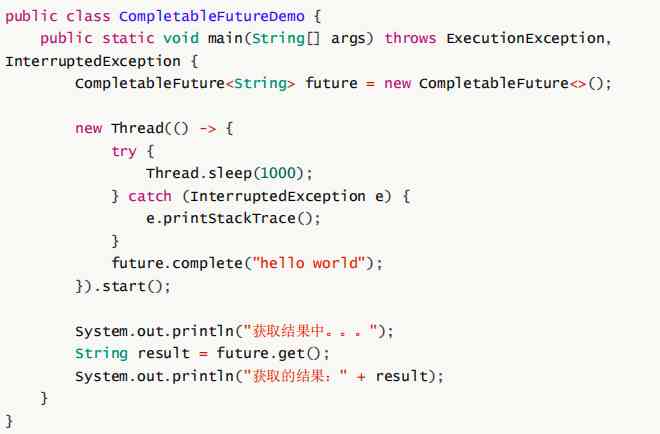 public class CompletableFutureDemo {
    public static void main(String[] args) throws ExecutionException,
InterruptedException {
        CompletableFuture<String> future = new CompletableFuture<>();

        new Thread(() -> {
            try {
                Thread.sleep(1000);
            } catch (InterruptedException e) {
                e.printStackTrace();
            }
            future.complete("hello world");
        }).start();

        System.out.println("获取结果中。。。");
        String result = future.get();
        System.out.println("获取的结果：" + result);
    }
}